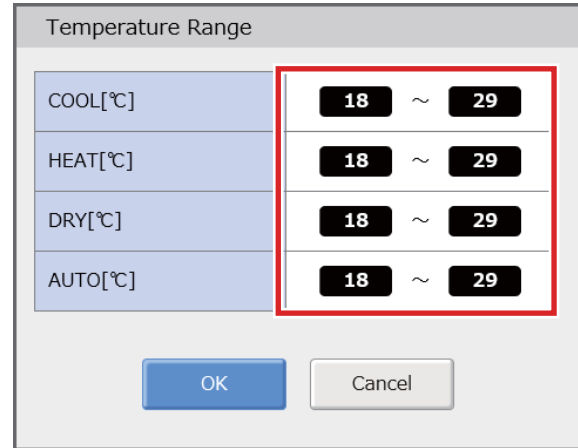 Temperature Range
COOL[℃] 18 ~ 29
HEAT[℃] 18 ~ 29
DRY[℃] 18 ~ 29
AUTO[℃] 18 ~ 29
OK Cancel